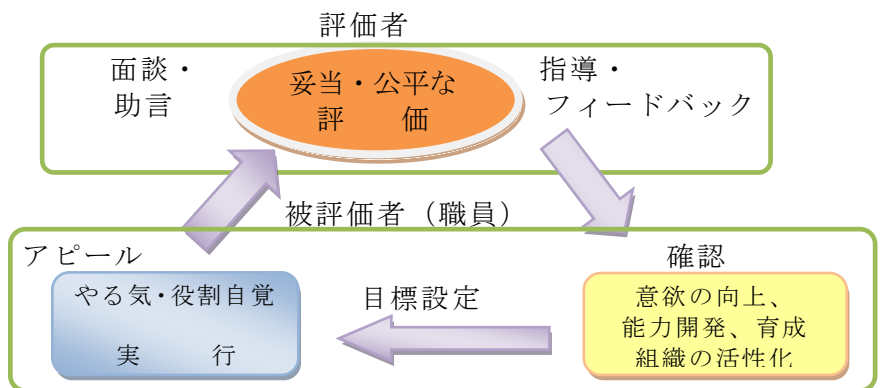 評価者
面談・
助言
妥当・公平な
評　　価
指導・
フィードバック
被評価者（職員）
アピール
やる気・役割自覚
実　　行
目標設定
確認
意欲の向上、
能力開発、育成
組織の活性化